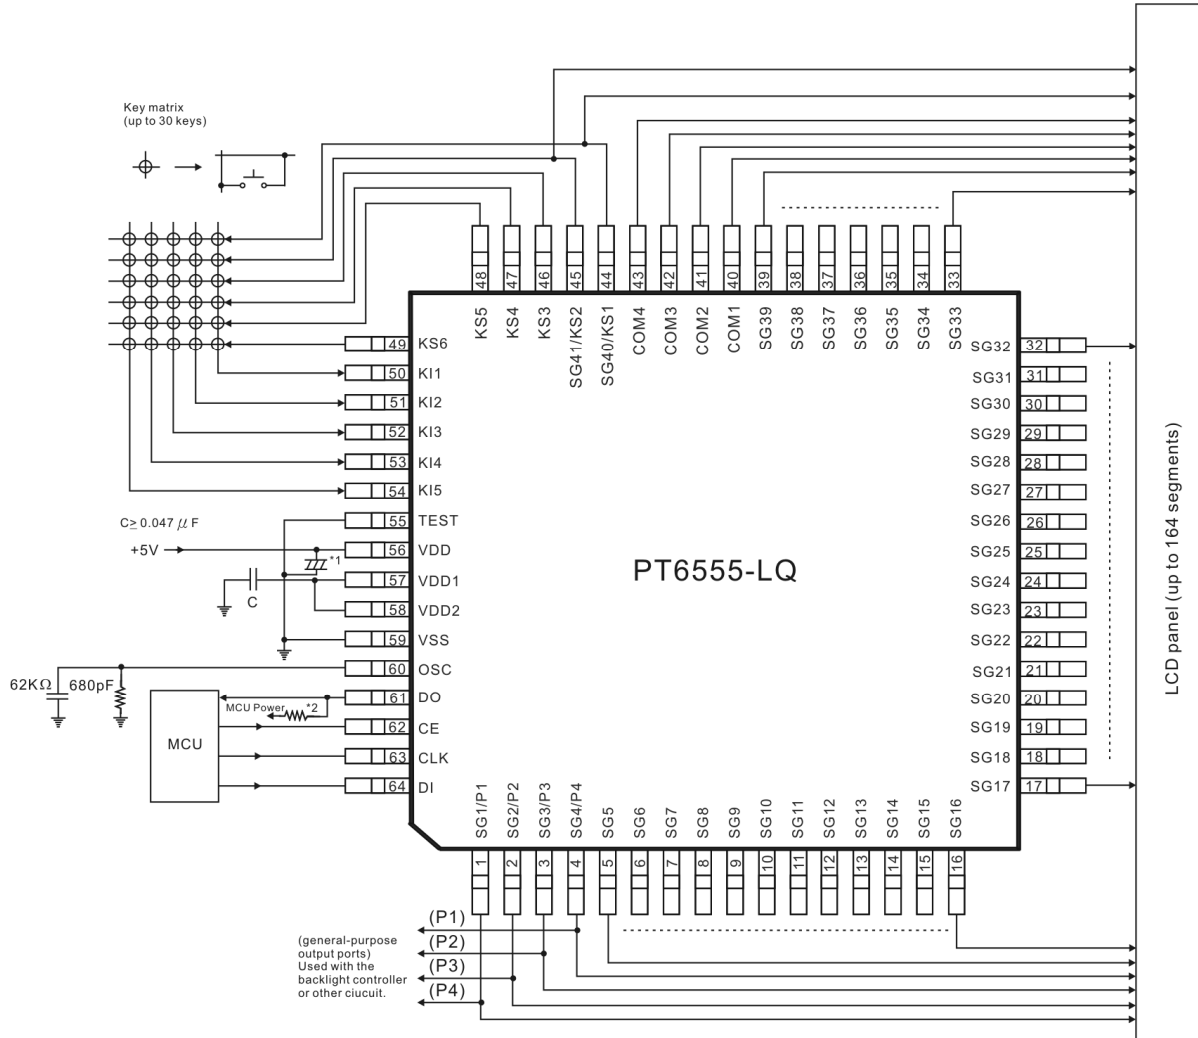 Key matrix
(up to 30 keys)
48 47 46 45 44 43 42 41 40 39 38 37 36 35 34 33
KS5 KS4 KS3 SG41/KS2 SG40/KS1 COM4 COM3 COM2 COM1 SG39 SG38 SG37 SG36 SG35 SG34 SG33
49 KS6
50 KI1
51 KI2
52 KI3
53 KI4
54 KI5
55 TEST
56 VDD
57 VDD1
58 VDD2
59 VSS
60 OSC
61 DO
62 CE
63 CLK
64 DI
C≥ 0.047 μF
+5V
*1
C
62KΩ
680pF
MCU Power
*2
MCU
PT6555-LQ
SG32 32
SG31 31
SG30 30
SG29 29
SG28 28
SG27 27
SG26 26
SG25 25
SG24 24
SG23 23
SG22 22
SG21 21
SG20 20
SG19 19
SG18 18
SG17 17
LCD panel (up to 164 segments)
SG1/P1 SG2/P2 SG3/P3 SG4/P4 SG5 SG6 SG7 SG8 SG9 SG10 SG11 SG12 SG13 SG14 SG15 SG16
1 2 3 4 5 6 7 8 9 10 11 12 13 14 15 16
(P1)
(P2)
(P3)
(P4)
(general-purpose
output ports)
Used with the
backlight controller
or other ciucuit.